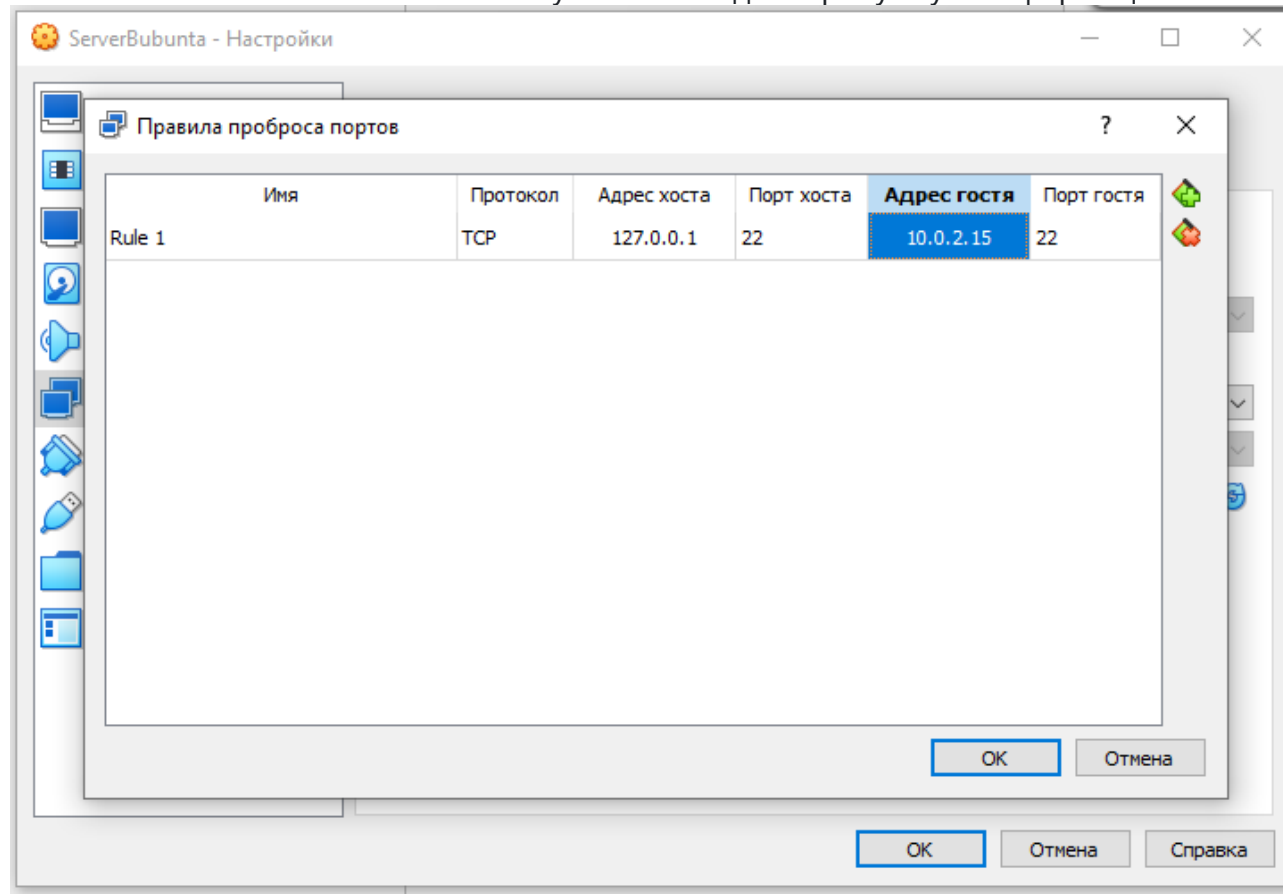 ServerBubunta - Настройки
Правила проброса портов
?
Имя Протокол Адрес хоста Порт хоста Адрес гостя Порт гостя
Rule 1 TCP 127.0.0.1 22 10.0.2.15 22
OK Отмена
OK Отмена Справка